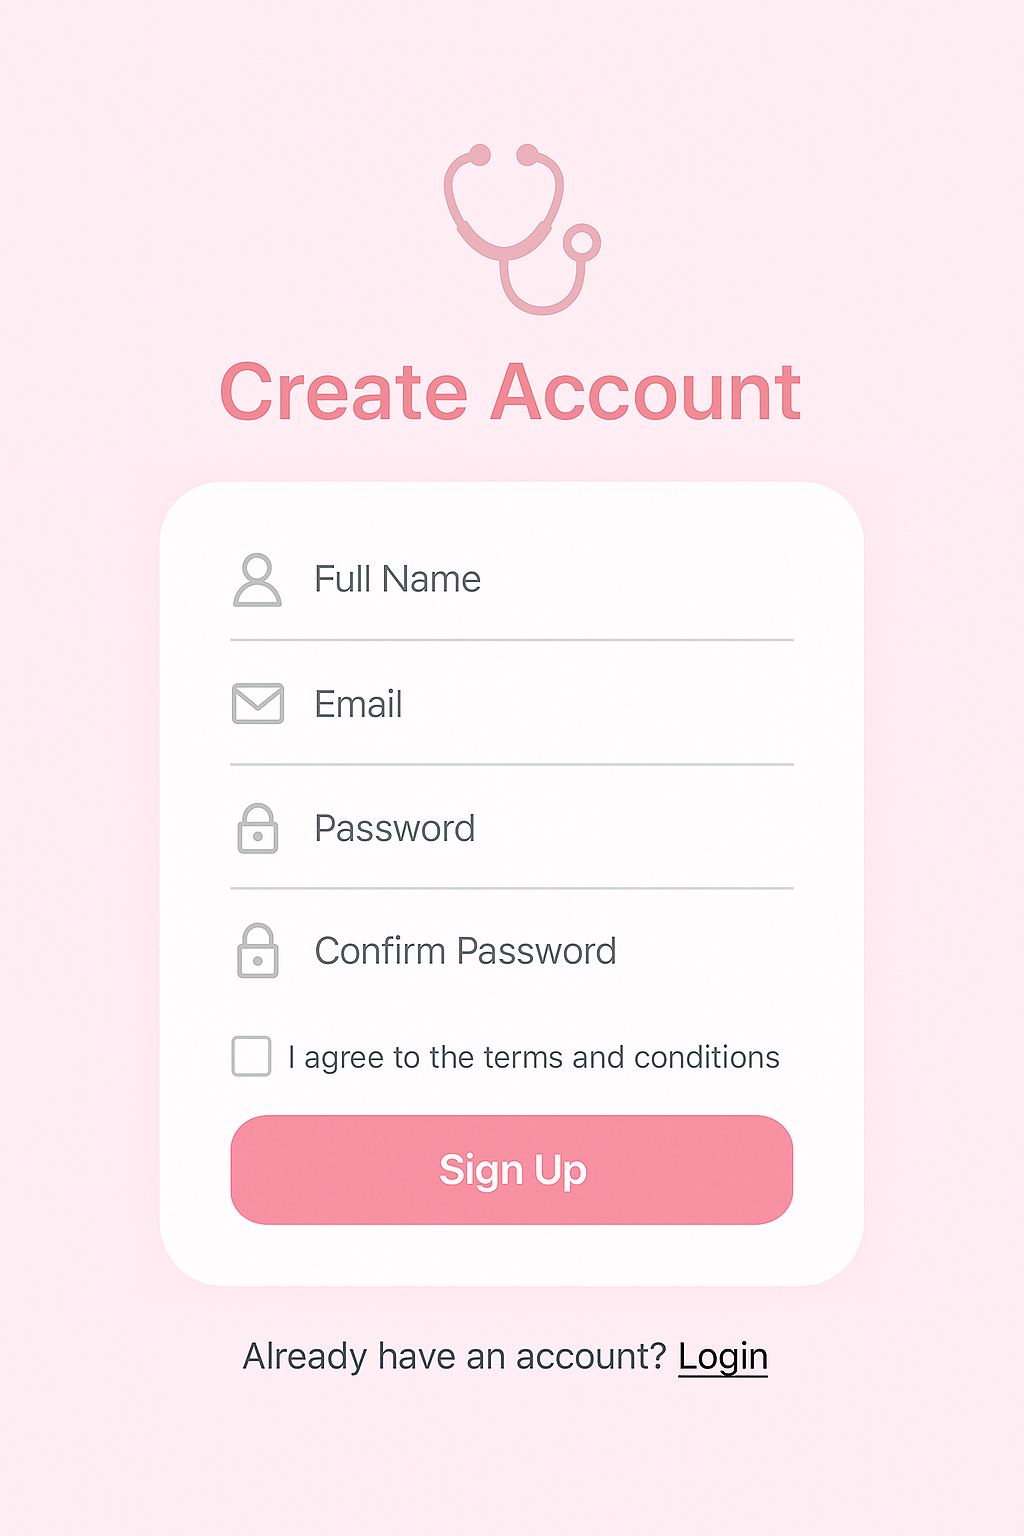 Create Account
Full Name
Email
Password
Confirm Password
I agree to the terms and conditions
Sign Up
Already have an account? Login